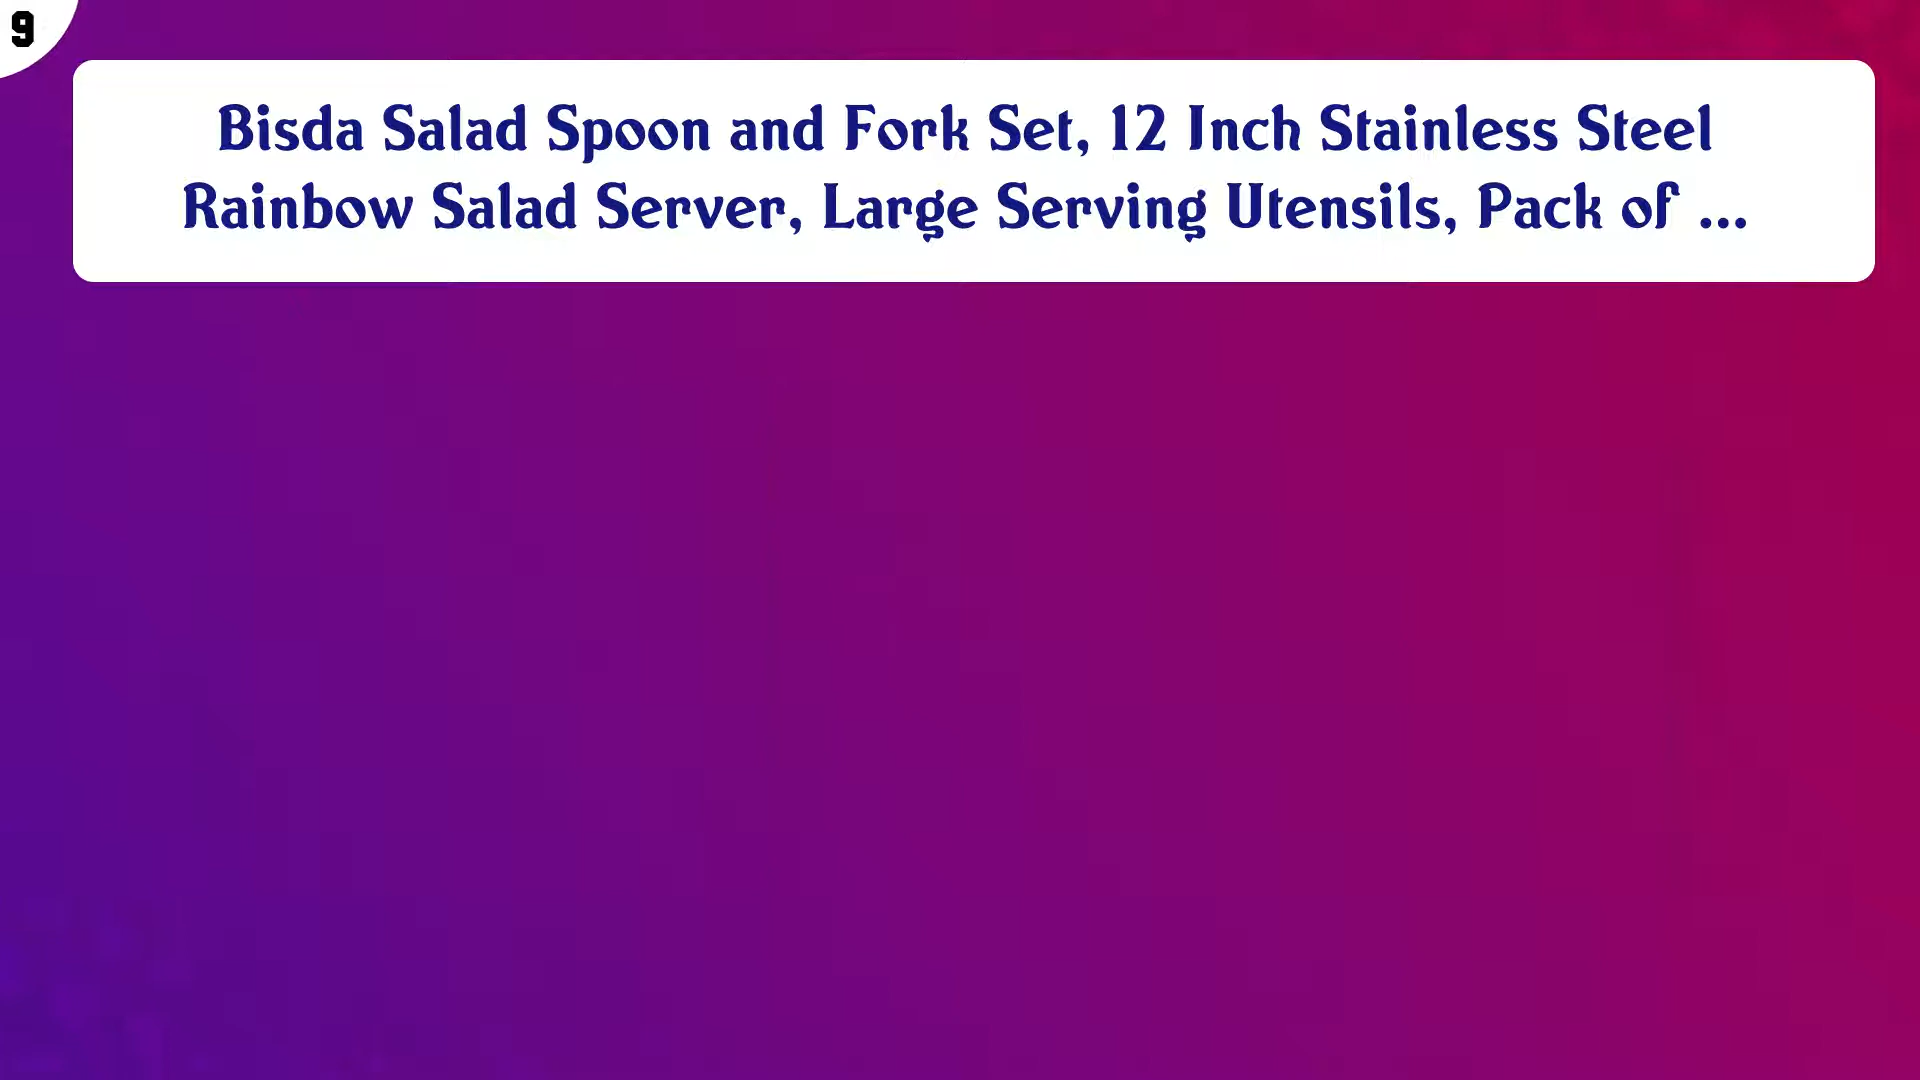 9
Bisda Salad Spoon and Fork Set, 12 Inch Stainless Steel
Rainbow Salad Server, Large Serving Utensils, Pack of ...